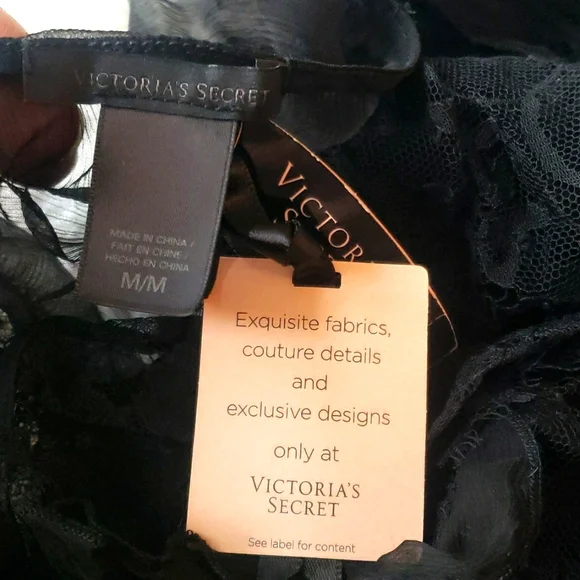 VICTORIA'S SECRET
MADE IN CHINA /
FAIT EN CHINE /
HECHO EN CHINA
M/M
VICTOR
S
Exquisite fabrics,
couture details
and
exclusive designs
only at
VICTORIA'S
SECRET
See label for content